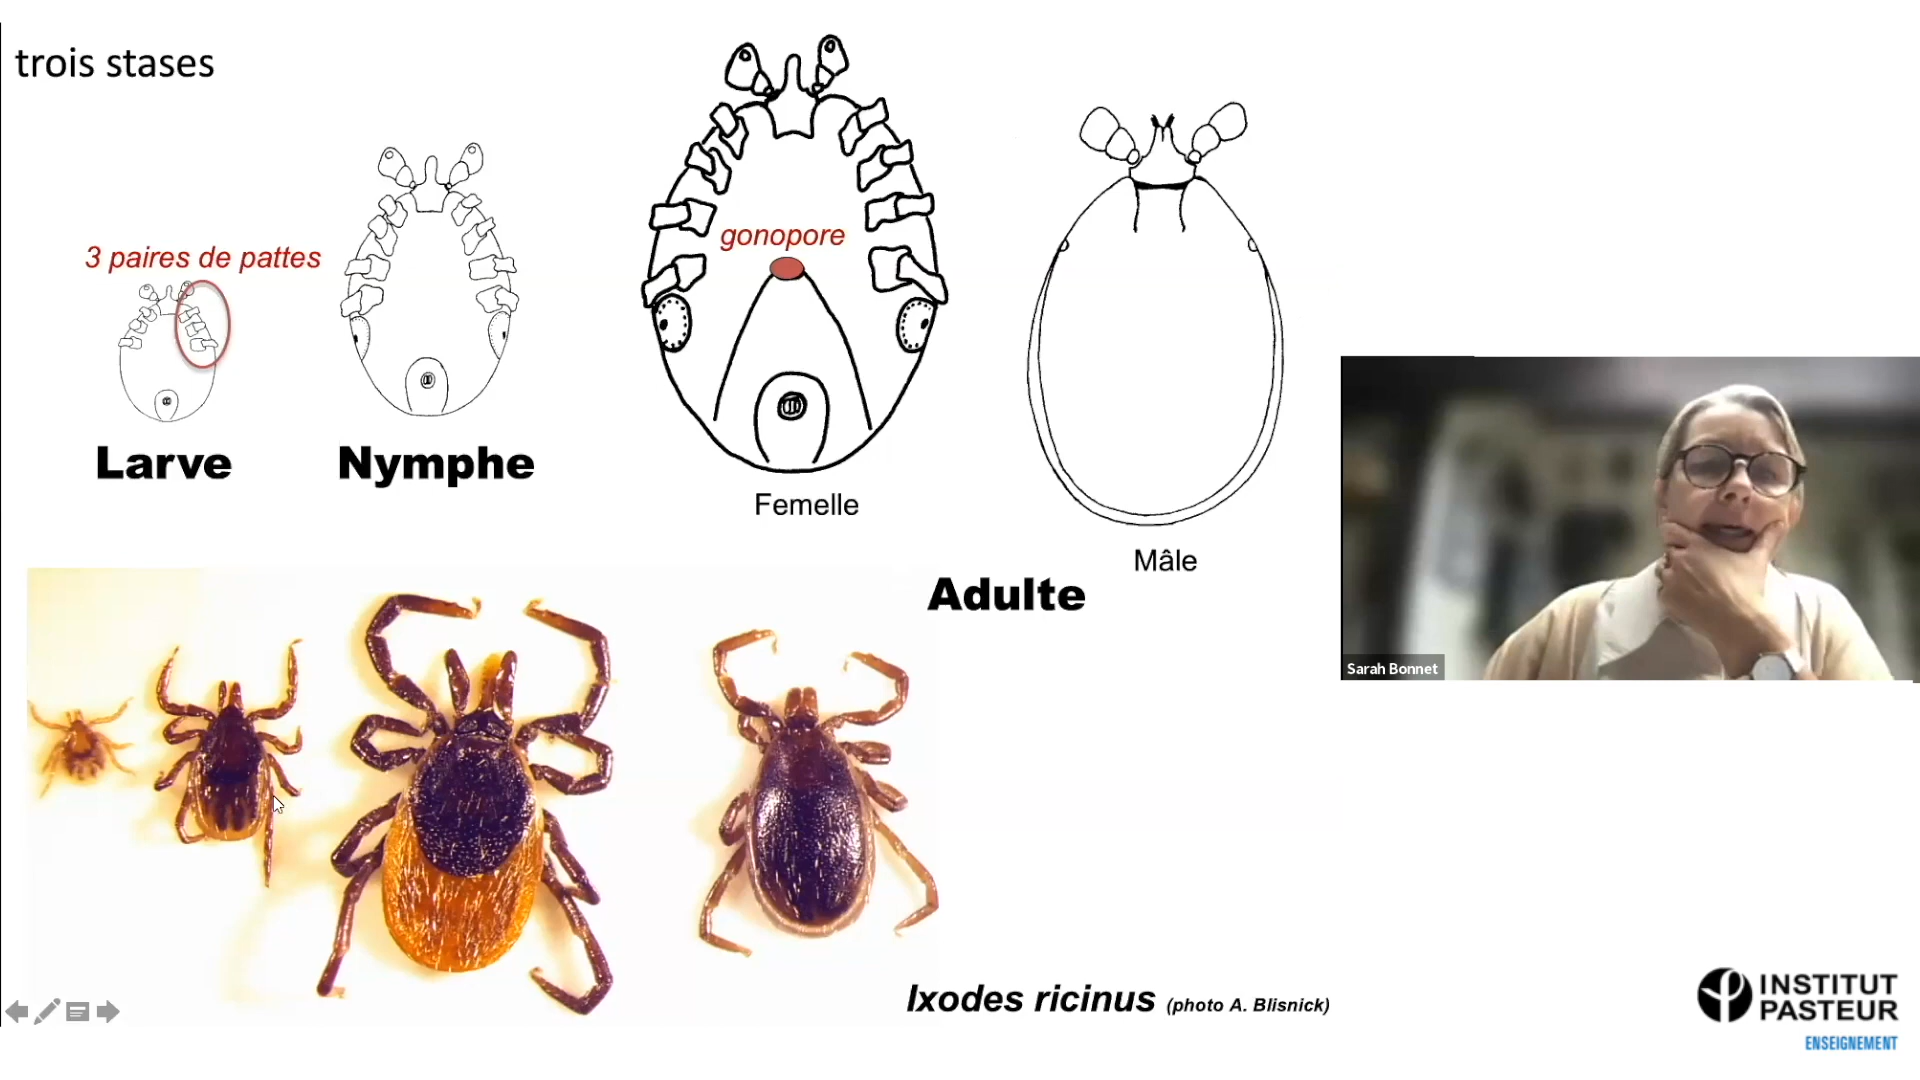 trois stases
3 paires de pattes
gonopore
Larve
Nymphe
Femelle
Mâle
Adulte
Sarah Bonnet
Ixodes ricinus (photo A. Blisnick)
INSTITUT
PASTEUR
ENSEIGNEMENT